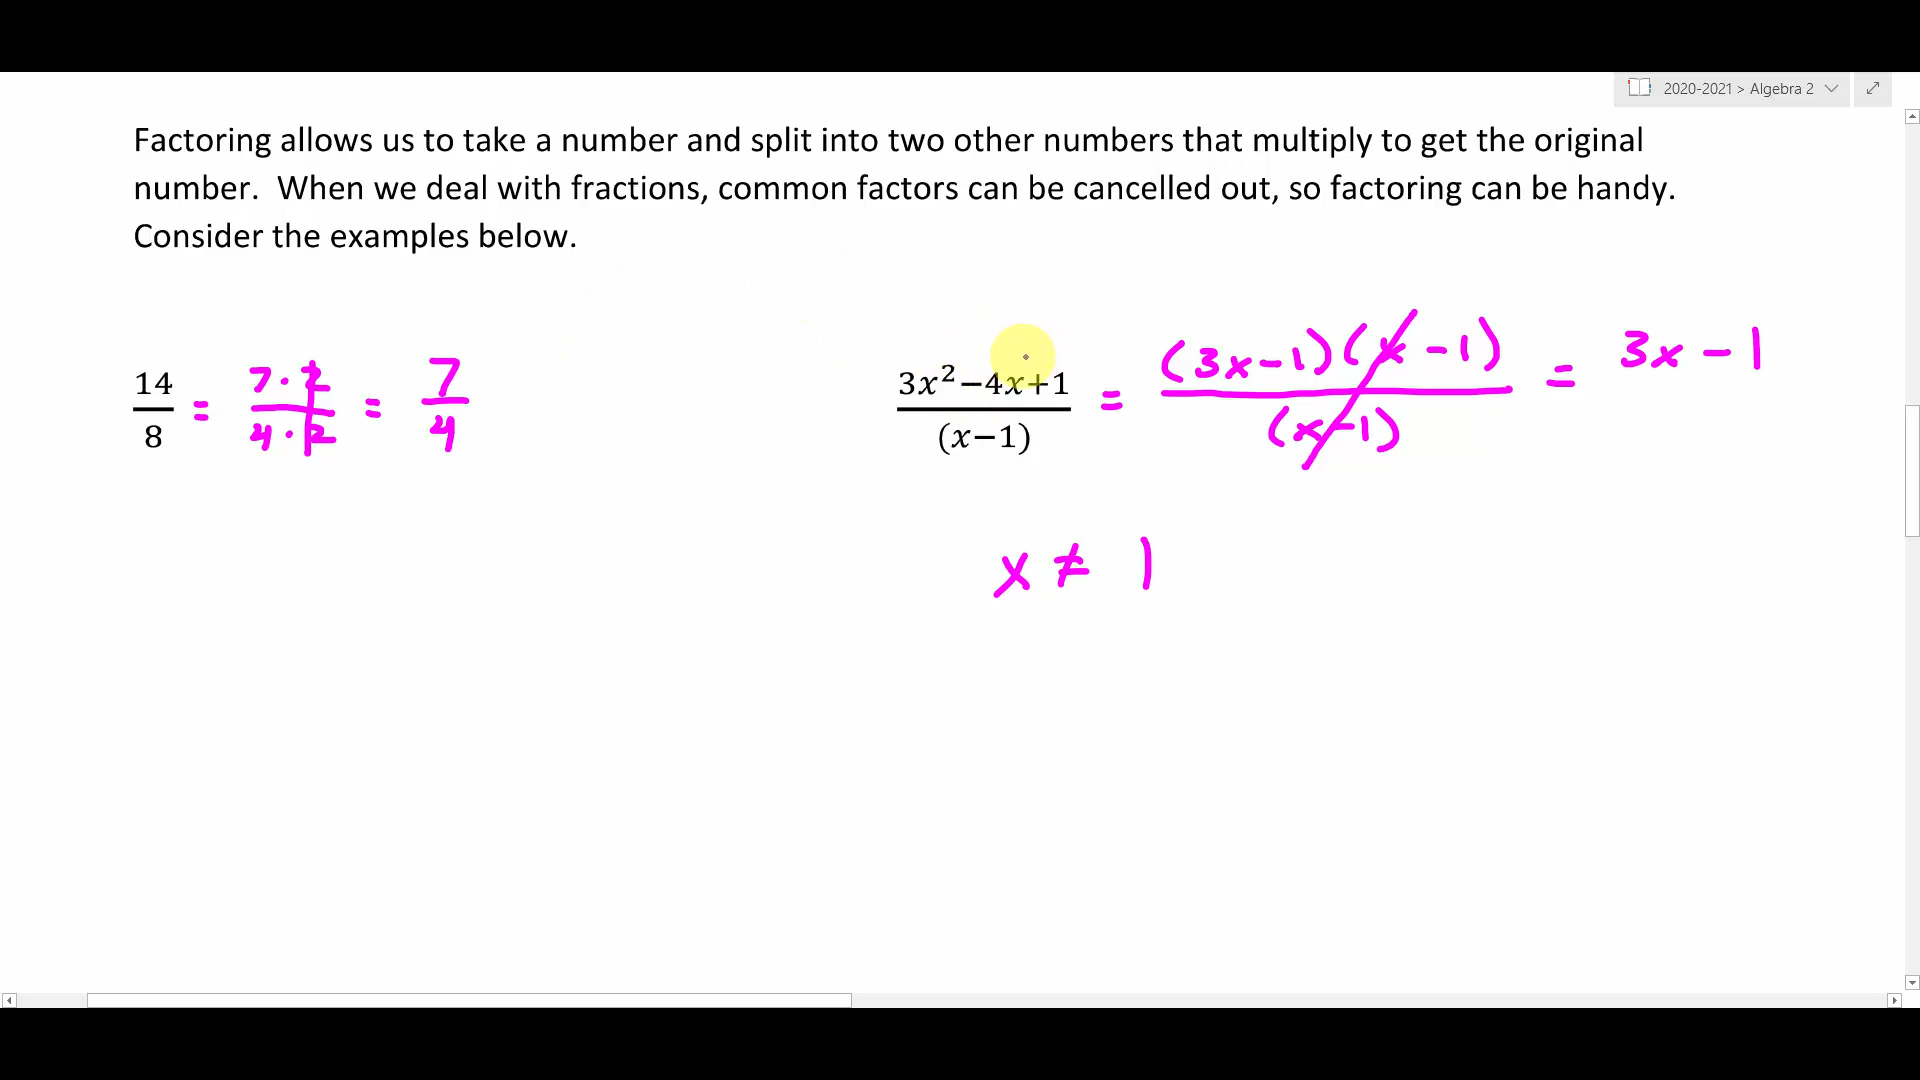 2020-2021 > Algebra 2
Factoring allows us to take a number and split into two other numbers that multiply to get the original
number. When we deal with fractions, common factors can be cancelled out, so factoring can be handy.
Consider the examples below.
14/8 = 7·2/4·2 = 7/4
3x²−4x+1/(x−1) = (3x−1)(x−1)/(x−1) = 3x−1
x ≠ 1